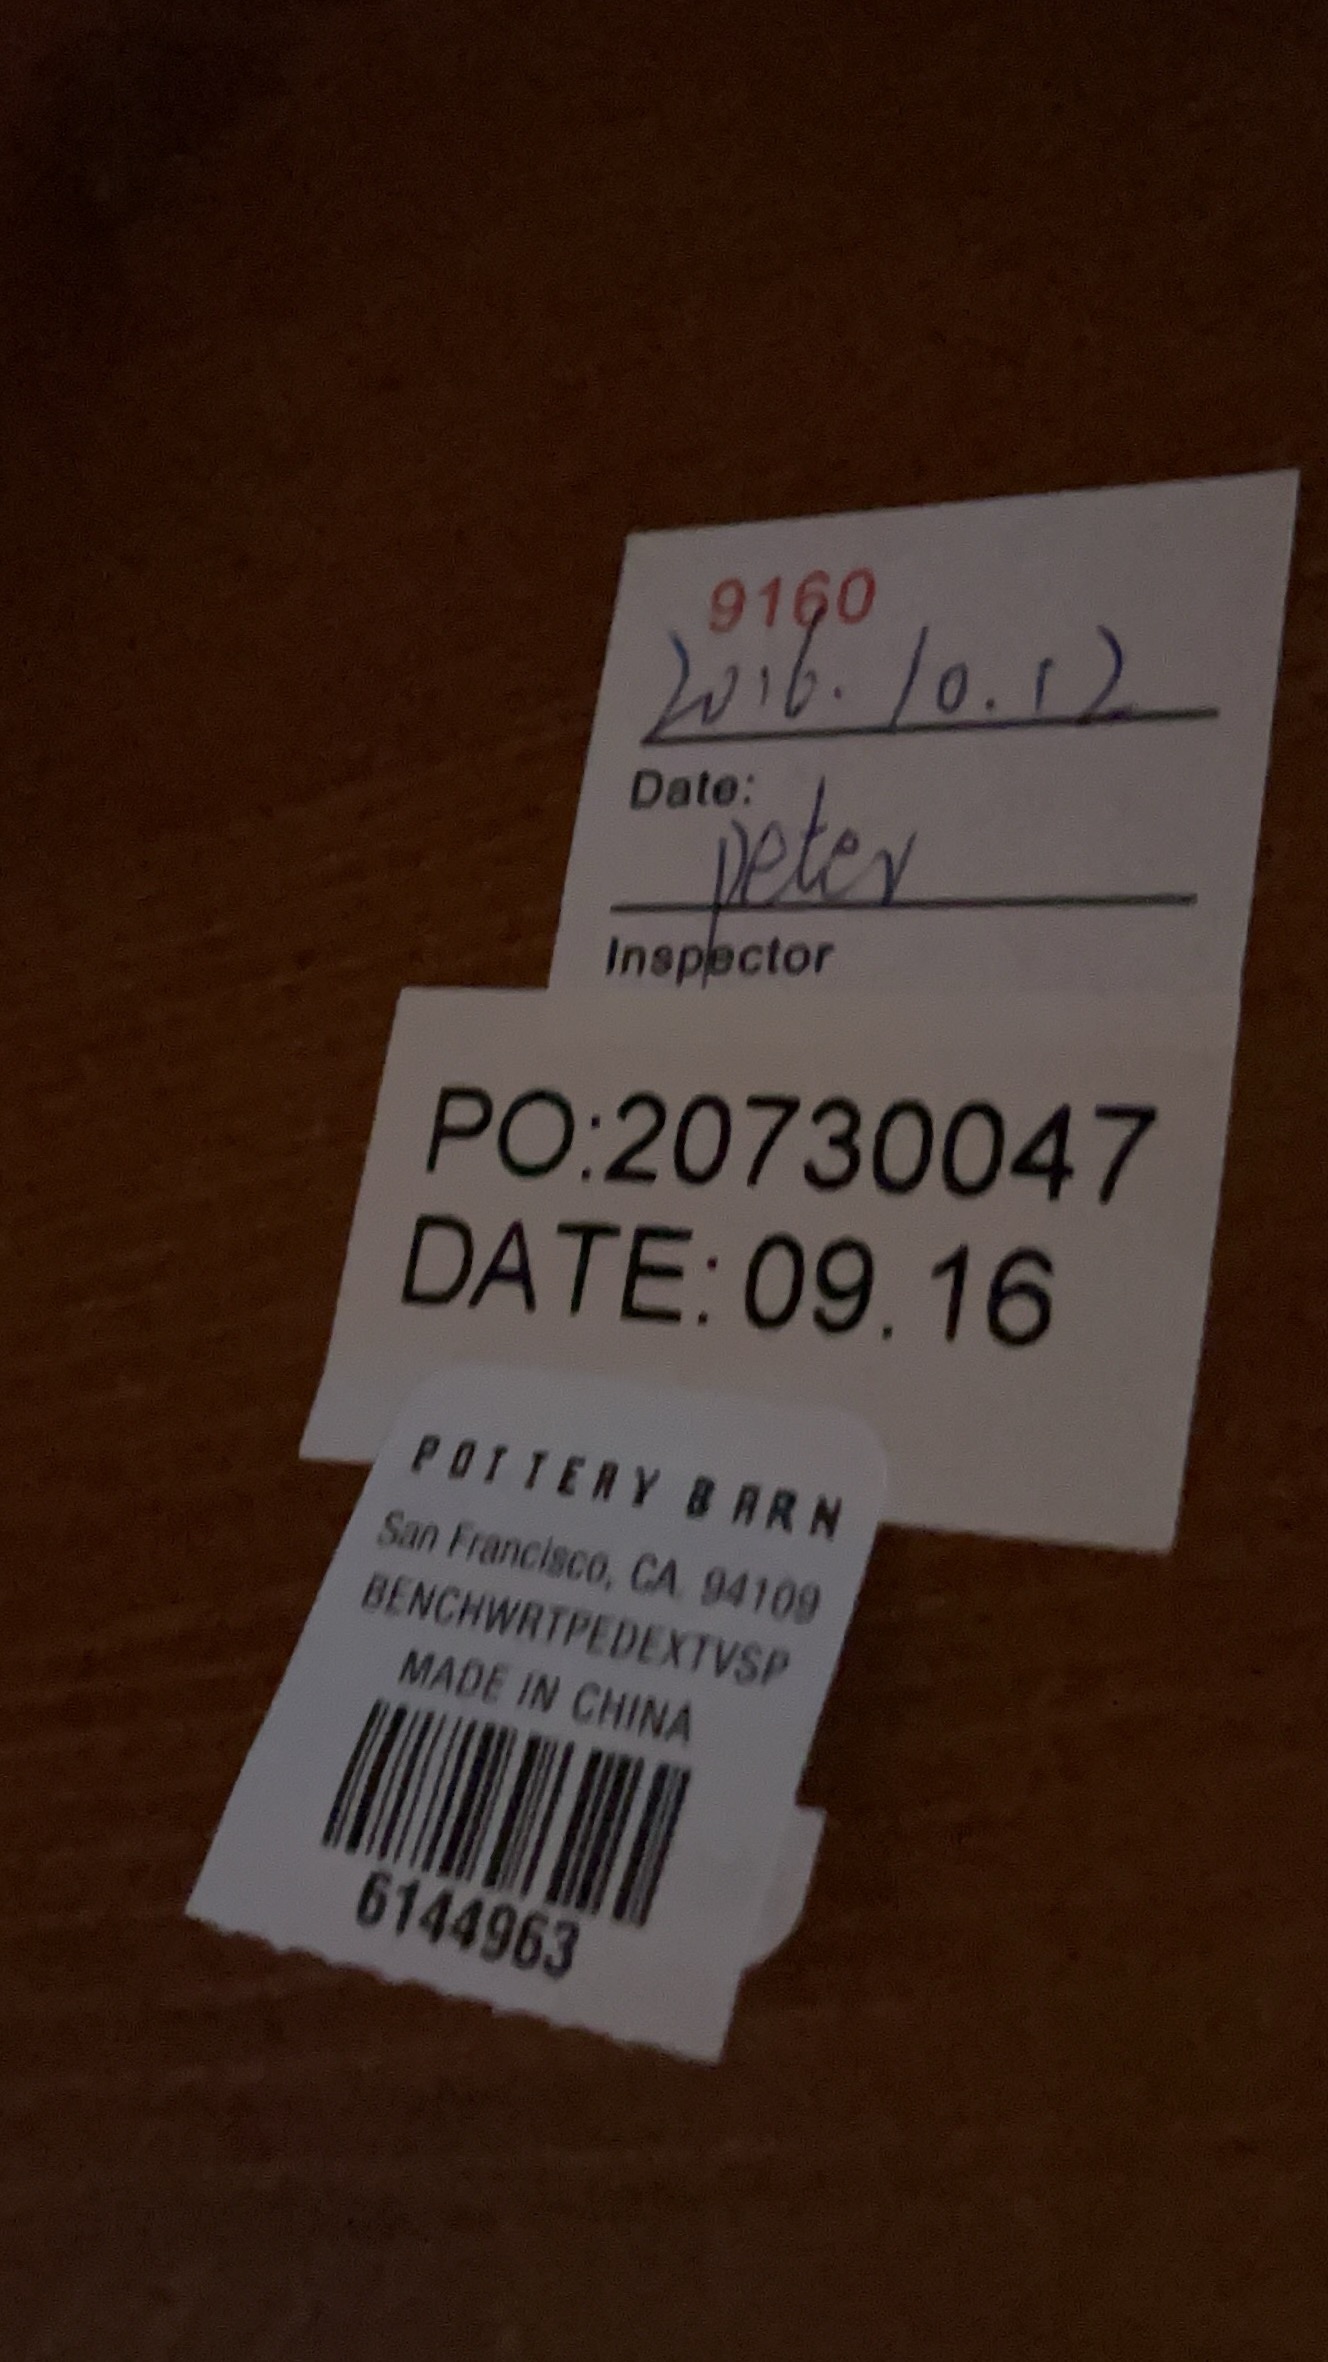 9160
2016. 10. 12
Date:
peter
Inspector
PO:20730047
DATE: 09. 16
POTTERY BARN
San Francisco, CA. 94109
BENCHWRTPEDEXTVSP
MADE IN CHINA
6144963